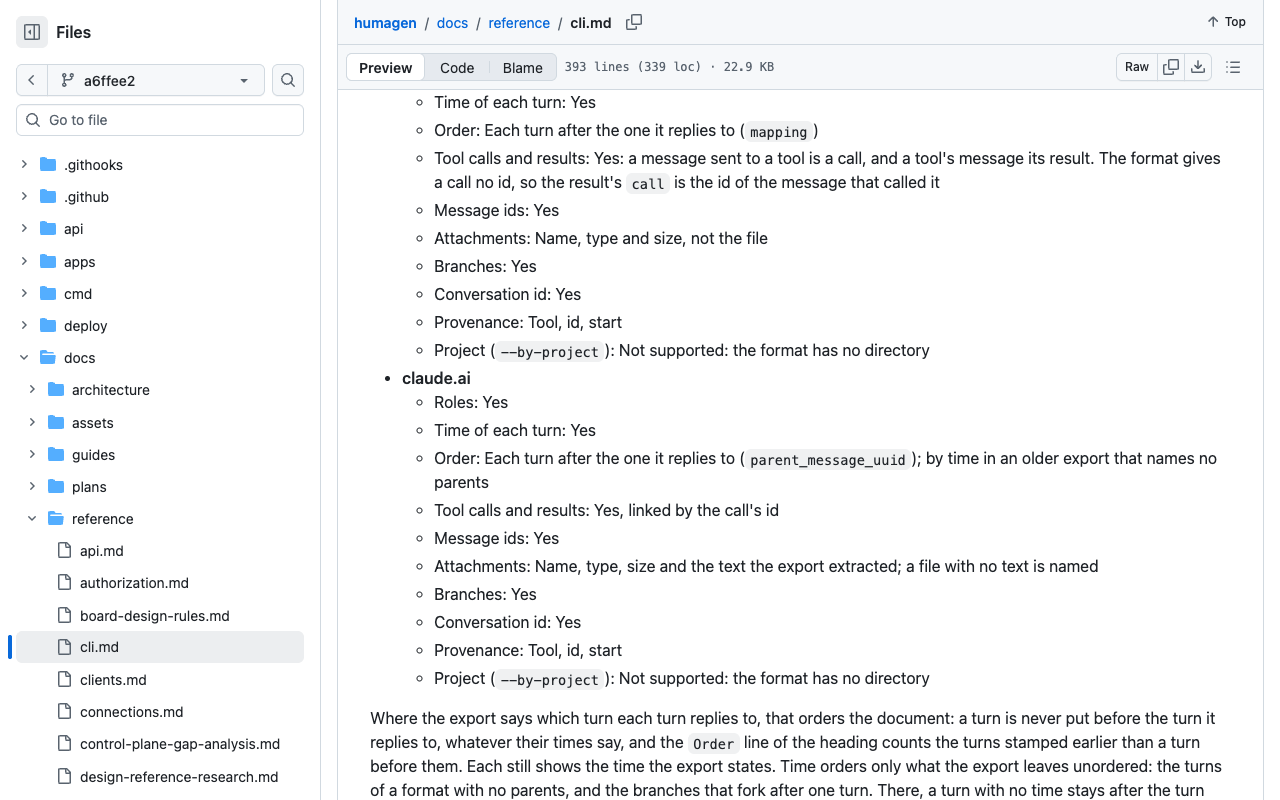 Files
a6ffee2
Go to file
.githooks
.github
api
apps
cmd
deploy
docs
architecture
assets
guides
plans
reference
api.md
authorization.md
board-design-rules.md
cli.md
clients.md
connections.md
control-plane-gap-analysis.md
design-reference-research.md
humagen / docs / reference / cli.md
Top
Preview Code Blame 393 lines (339 loc) · 22.9 KB Raw
Time of each turn: Yes
Order: Each turn after the one it replies to ( mapping )
Tool calls and results: Yes: a message sent to a tool is a call, and a tool's message its result. The format gives
a call no id, so the result's call is the id of the message that called it
Message ids: Yes
Attachments: Name, type and size, not the file
Branches: Yes
Conversation id: Yes
Provenance: Tool, id, start
Project ( --by-project ): Not supported: the format has no directory
claude.ai
Roles: Yes
Time of each turn: Yes
Order: Each turn after the one it replies to ( parent_message_uuid ); by time in an older export that names no
parents
Tool calls and results: Yes, linked by the call's id
Message ids: Yes
Attachments: Name, type, size and the text the export extracted; a file with no text is named
Branches: Yes
Conversation id: Yes
Provenance: Tool, id, start
Project ( --by-project ): Not supported: the format has no directory
Where the export says which turn each turn replies to, that orders the document: a turn is never put before the turn it
replies to, whatever their times say, and the Order line of the heading counts the turns stamped earlier than a turn
before them. Each still shows the time the export states. Time orders only what the export leaves unordered: the turns
of a format with no parents, and the branches that fork after one turn. There, a turn with no time stays after the turn